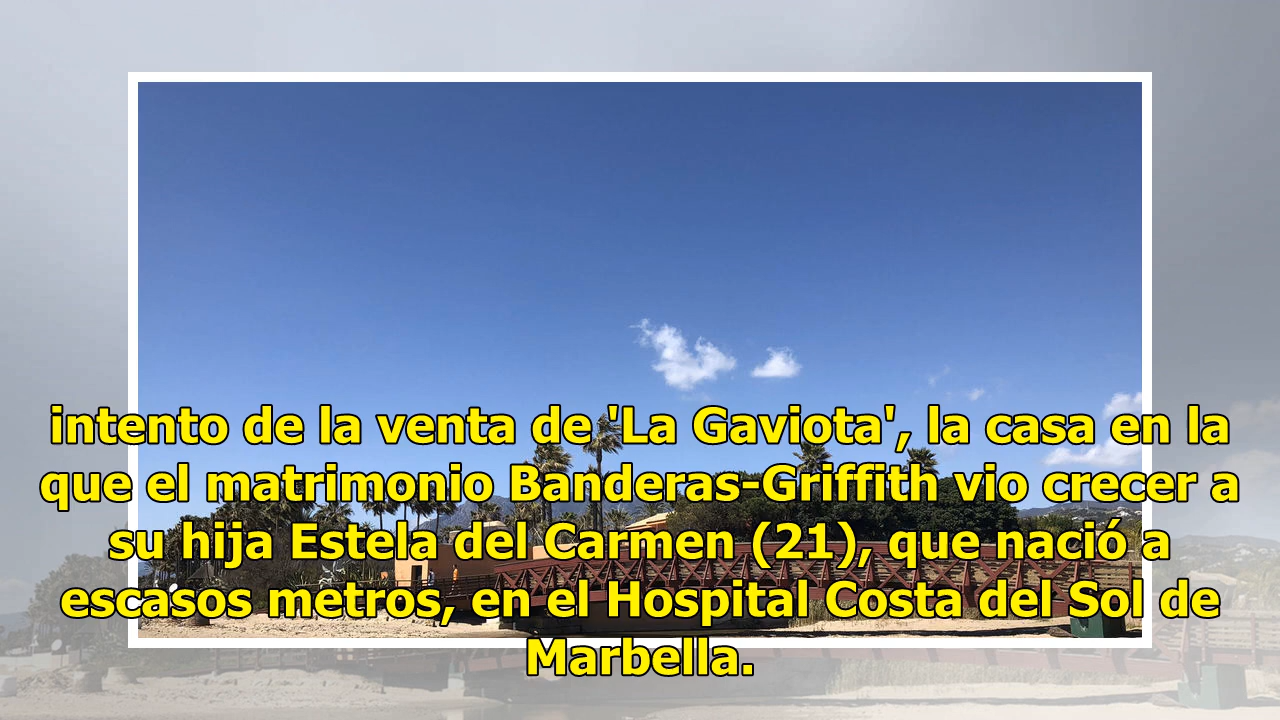 intento de la venta de 'La Gaviota', la casa en la
que el matrimonio Banderas-Griffith vio crecer a
su hija Estela del Carmen (21), que nació a
escasos metros, en el Hospital Costa del Sol de
Marbella.